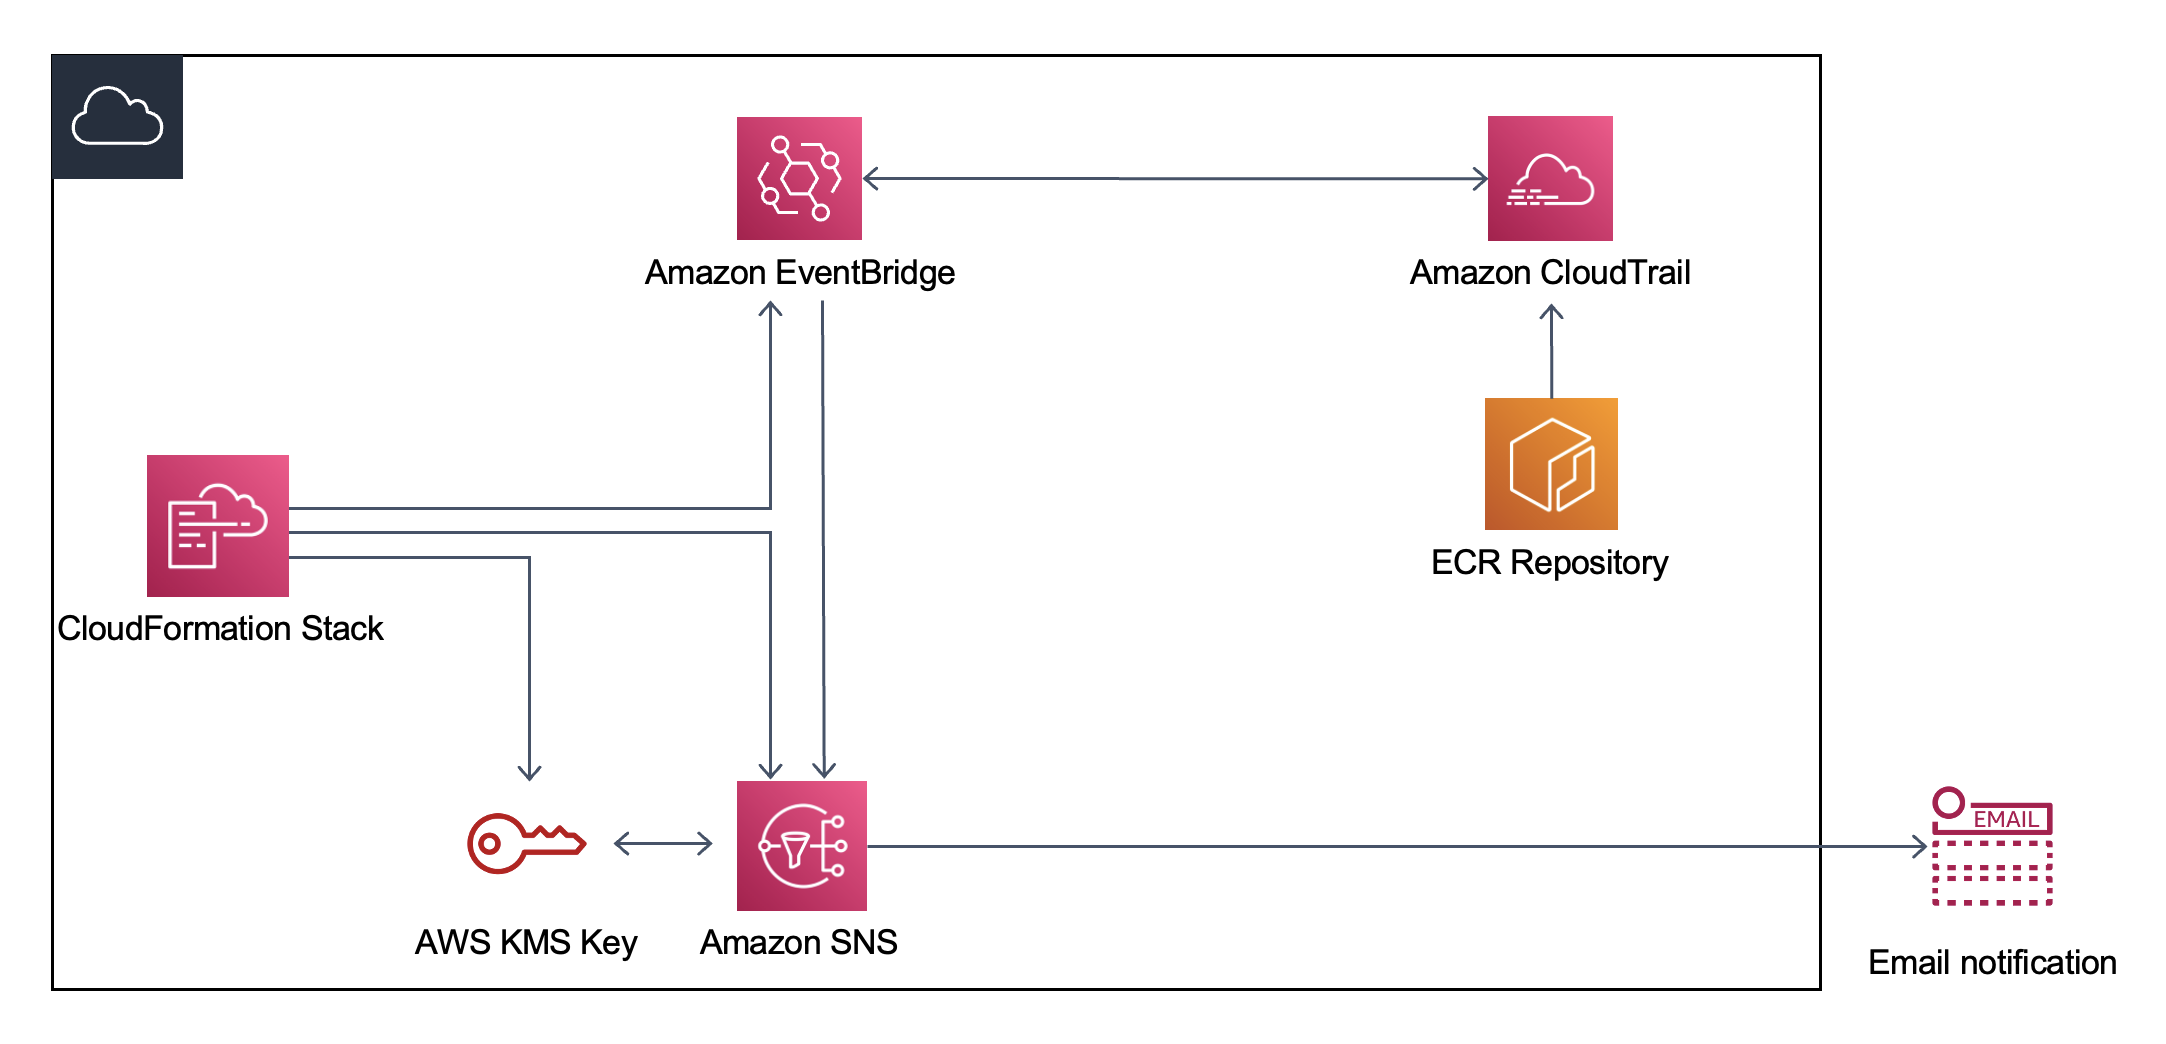 Amazon EventBridge
Amazon CloudTrail
ECR Repository
CloudFormation Stack
EMAIL
AWS KMS Key
Amazon SNS
Email notification